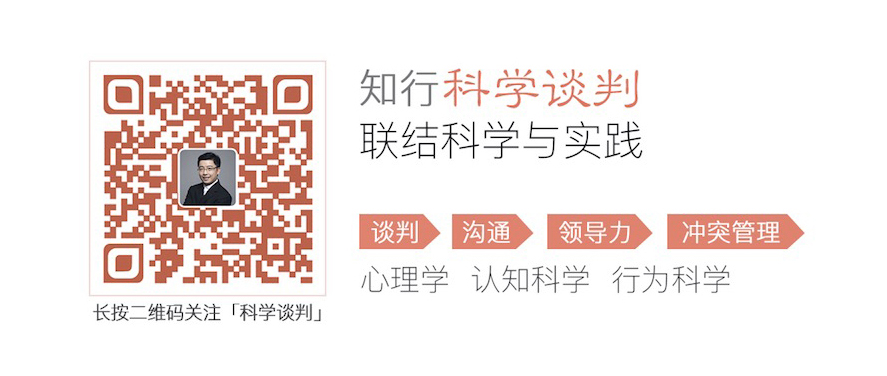 知行科学谈判
联结科学与实践
谈判 沟通 领导力 冲突管理
心理学 认知科学 行为科学
长按二维码关注「科学谈判」